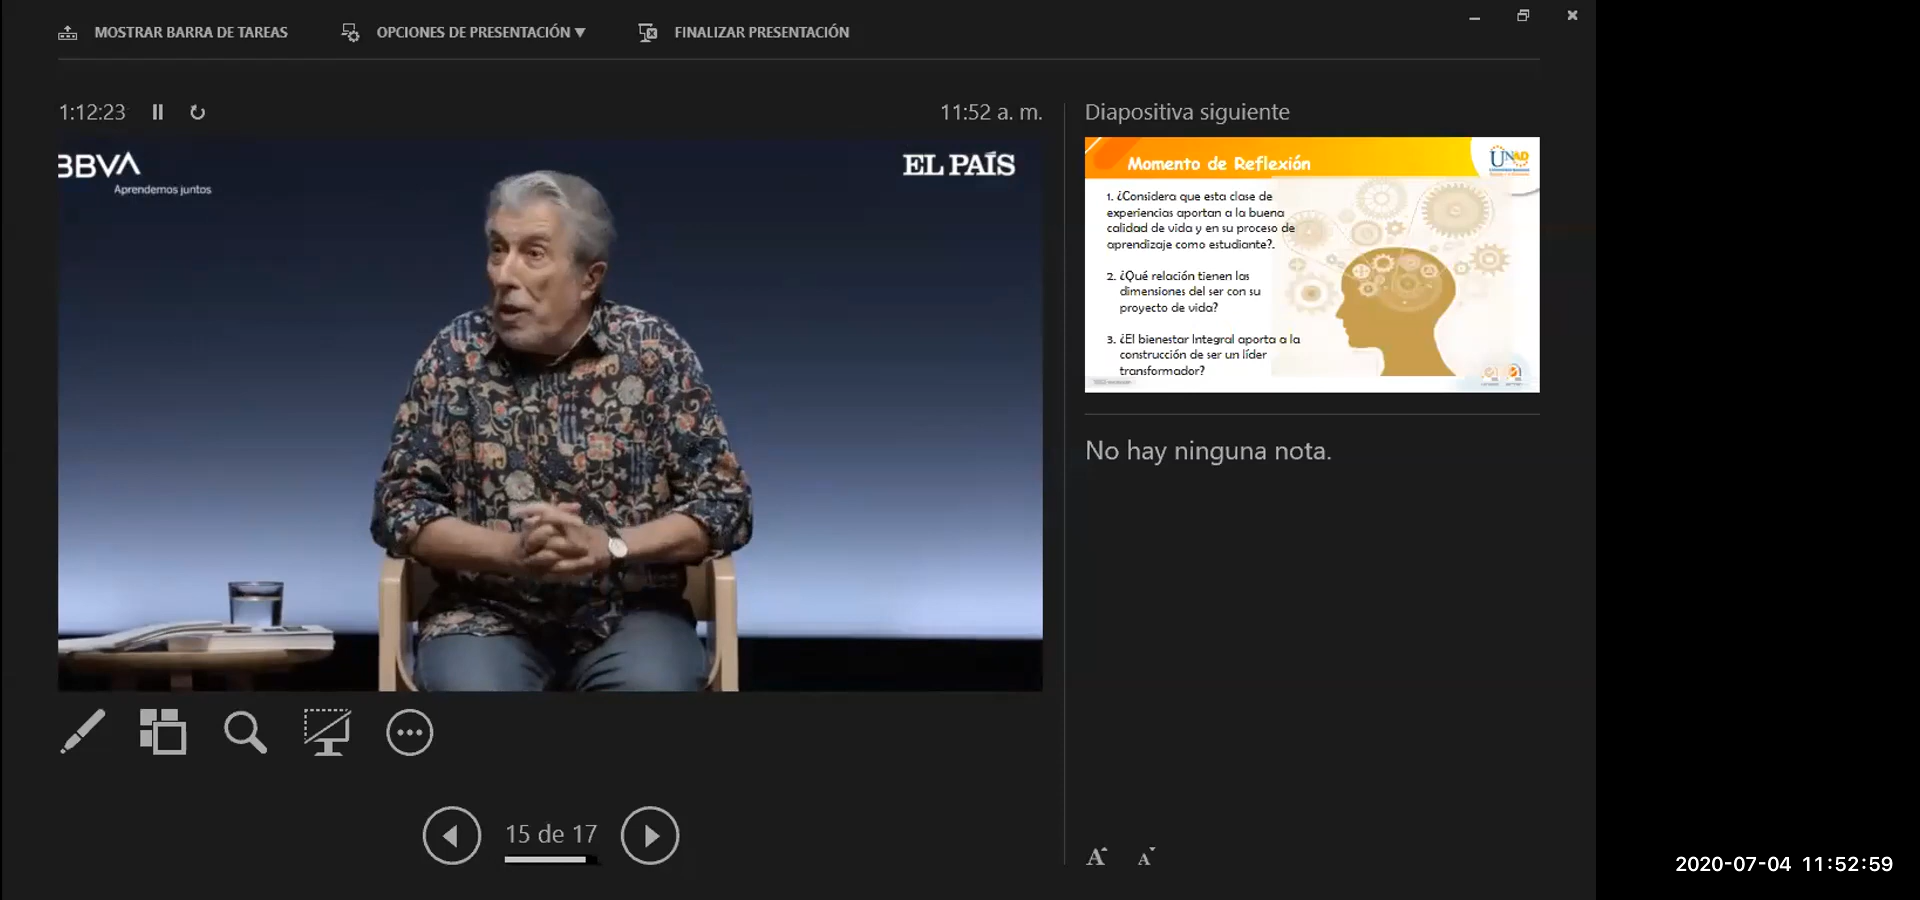 MOSTRAR BARRA DE TAREAS
OPCIONES DE PRESENTACIÓN ▼
FINALIZAR PRESENTACIÓN
1:12:23
11:52 a. m.
BBVA
Aprendemos juntos
EL PAÍS
15 de 17
Diapositiva siguiente
Momento de Reflexión
UNAD
1. ¿Considera que esta clase de
experiencias aportan a la buena
calidad de vida y en su proceso de
aprendizaje como estudiante?.
2. ¿Qué relación tienen las
dimensiones del ser con su
proyecto de vida?
3. ¿El bienestar Integral aporta a la
construcción de ser un líder
transformador?
No hay ninguna nota.
A A
2020-07-04 11:52:59